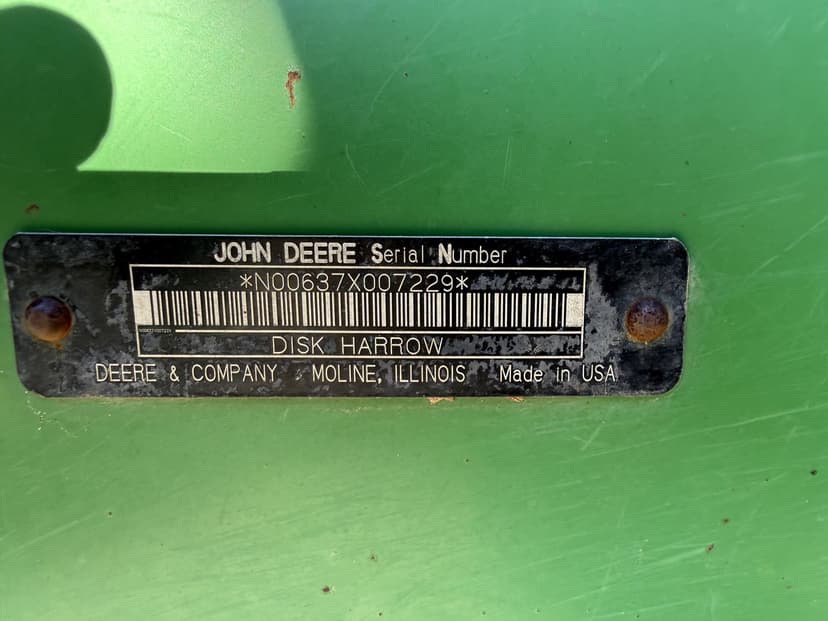 JOHN DEERE Serial Number
*N00637X007229*
DISK HARROW
DEERE & COMPANY MOLINE, ILLINOIS Made in USA